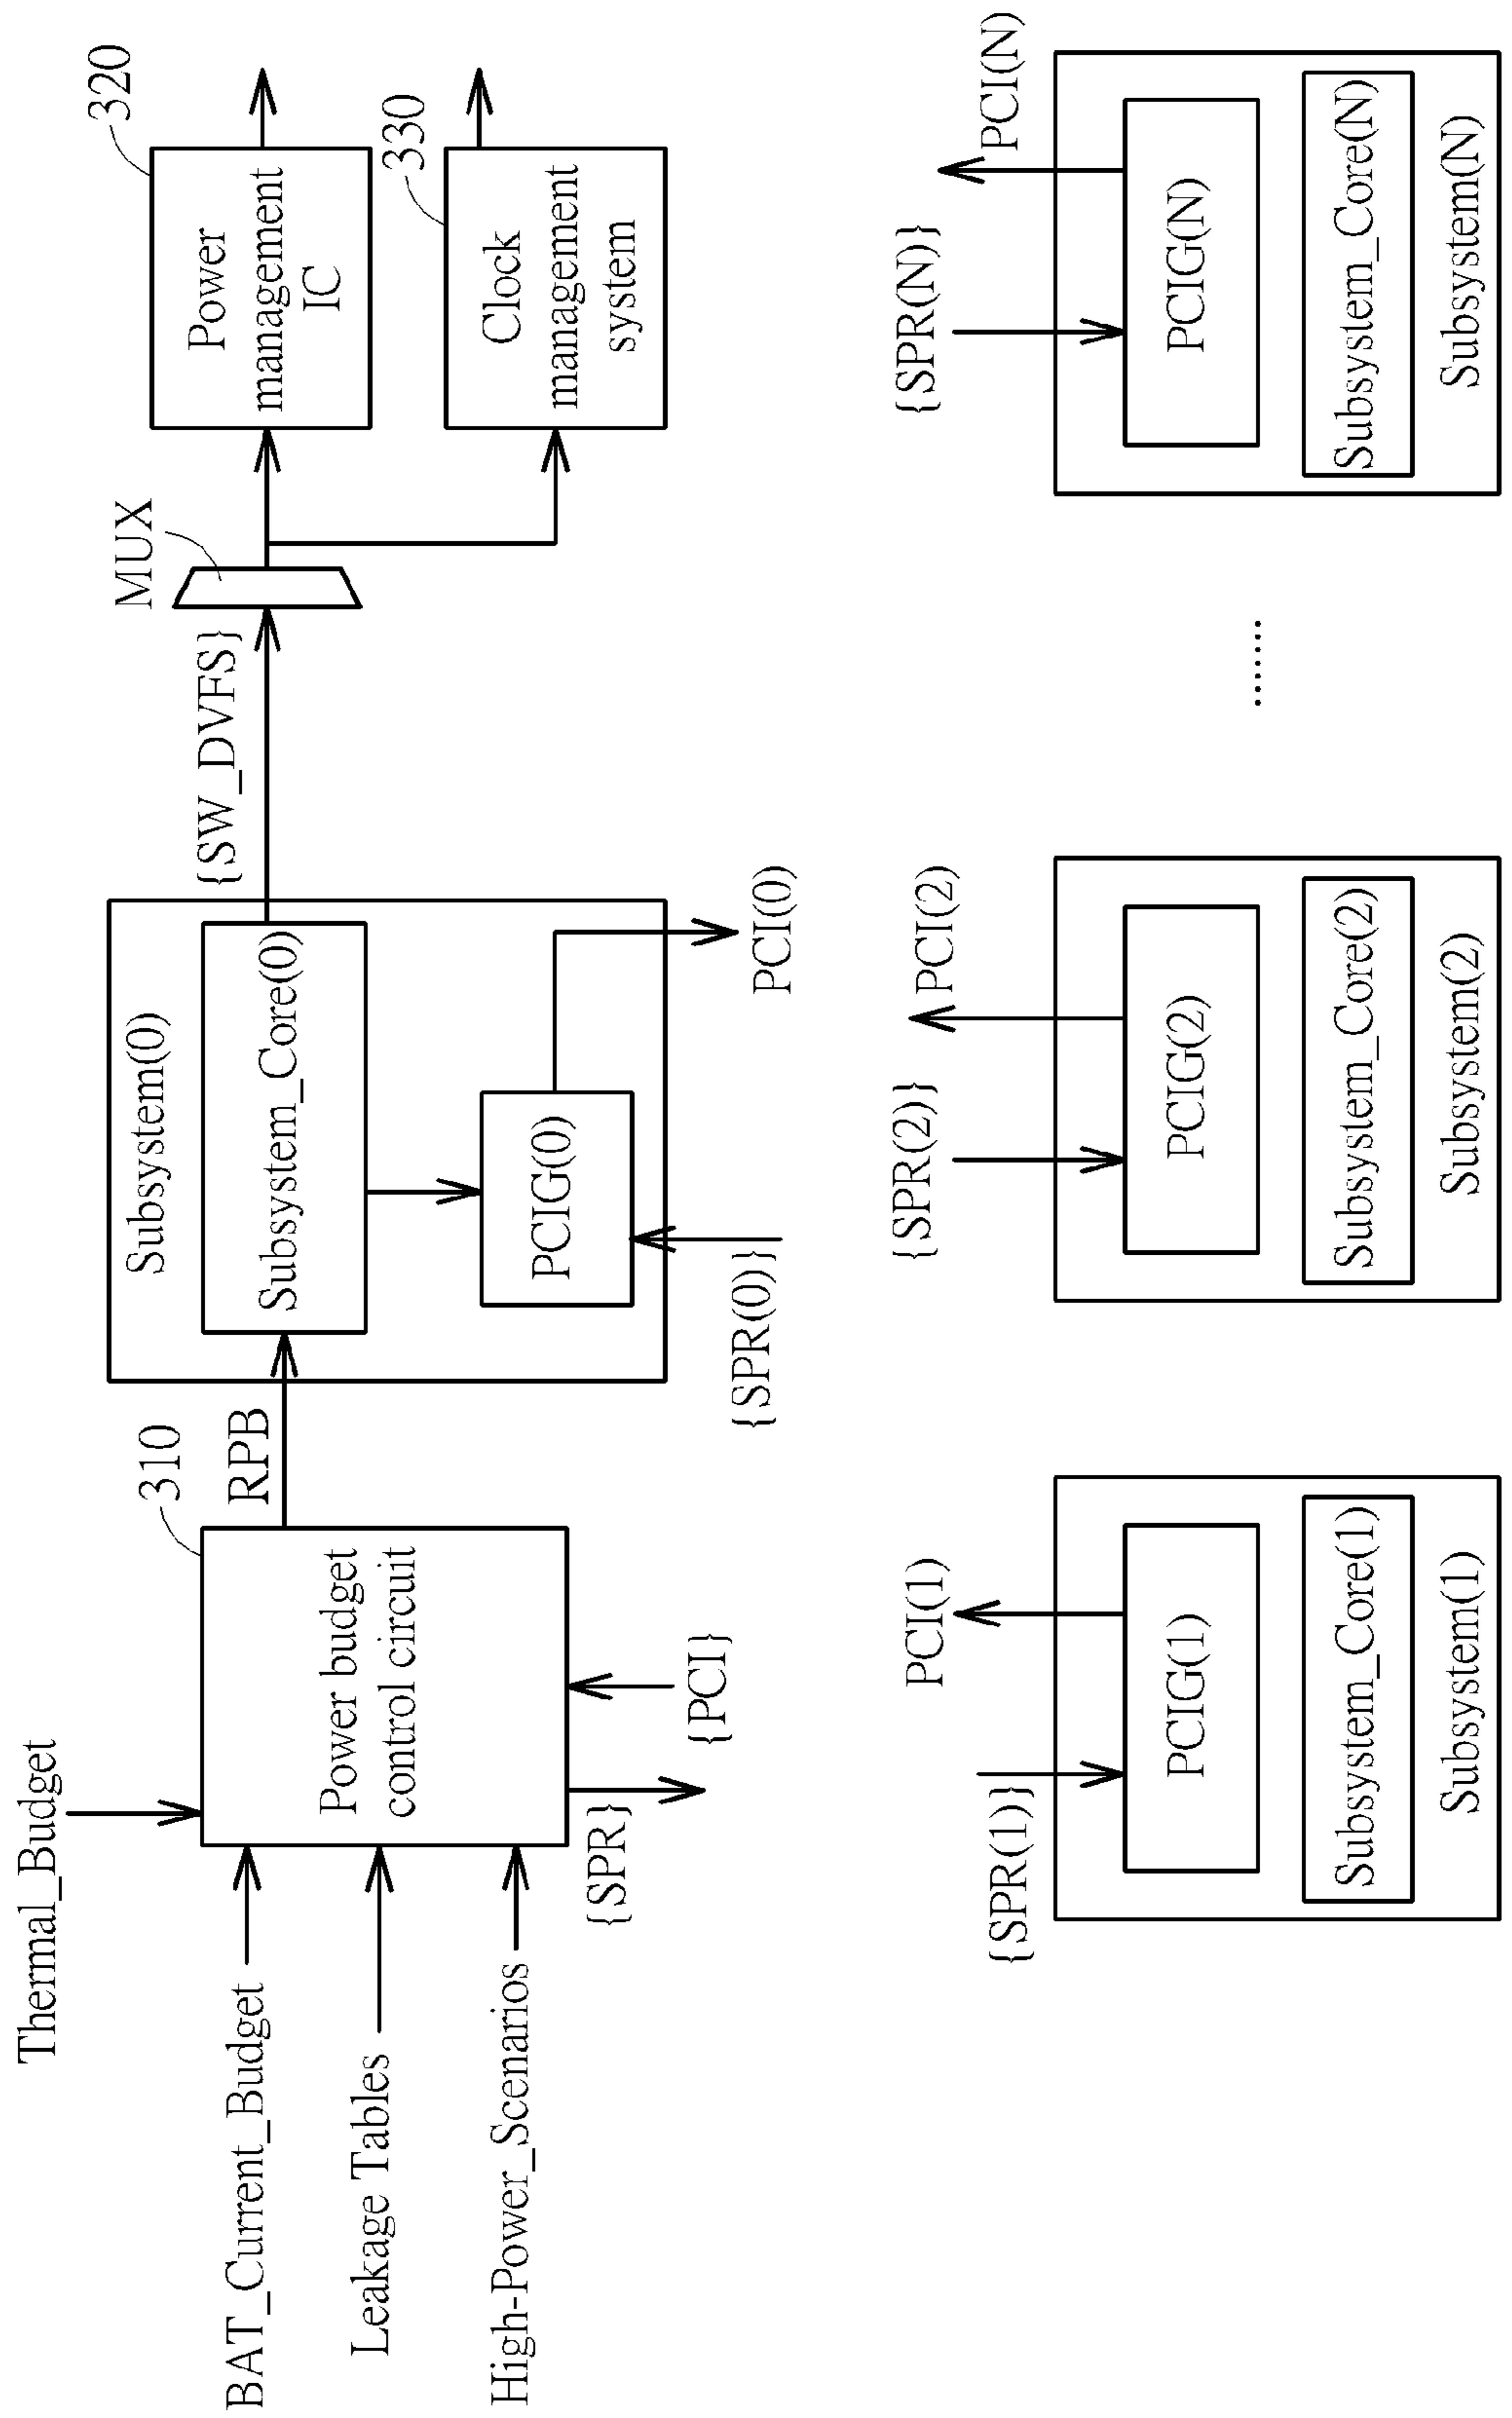 Thermal_Budget
BAT_Current_Budget
Leakage Tables
High-Power_Scenarios
310
Power budget
control circuit
{SPR}
{PCI}
RPB
Subsystem(0)
Subsystem_Core(0)
PCIG(0)
{SPR(0)}
PCI(0)
{SW_DVFS}
MUX
320
Power
management
IC
330
Clock
management
system
{SPR(1)}
PCI(1)
PCIG(1)
Subsystem_Core(1)
Subsystem(1)
{SPR(2)}
PCI(2)
PCIG(2)
Subsystem_Core(2)
Subsystem(2)
.......
{SPR(N)}
PCI(N)
PCIG(N)
Subsystem_Core(N)
Subsystem(N)